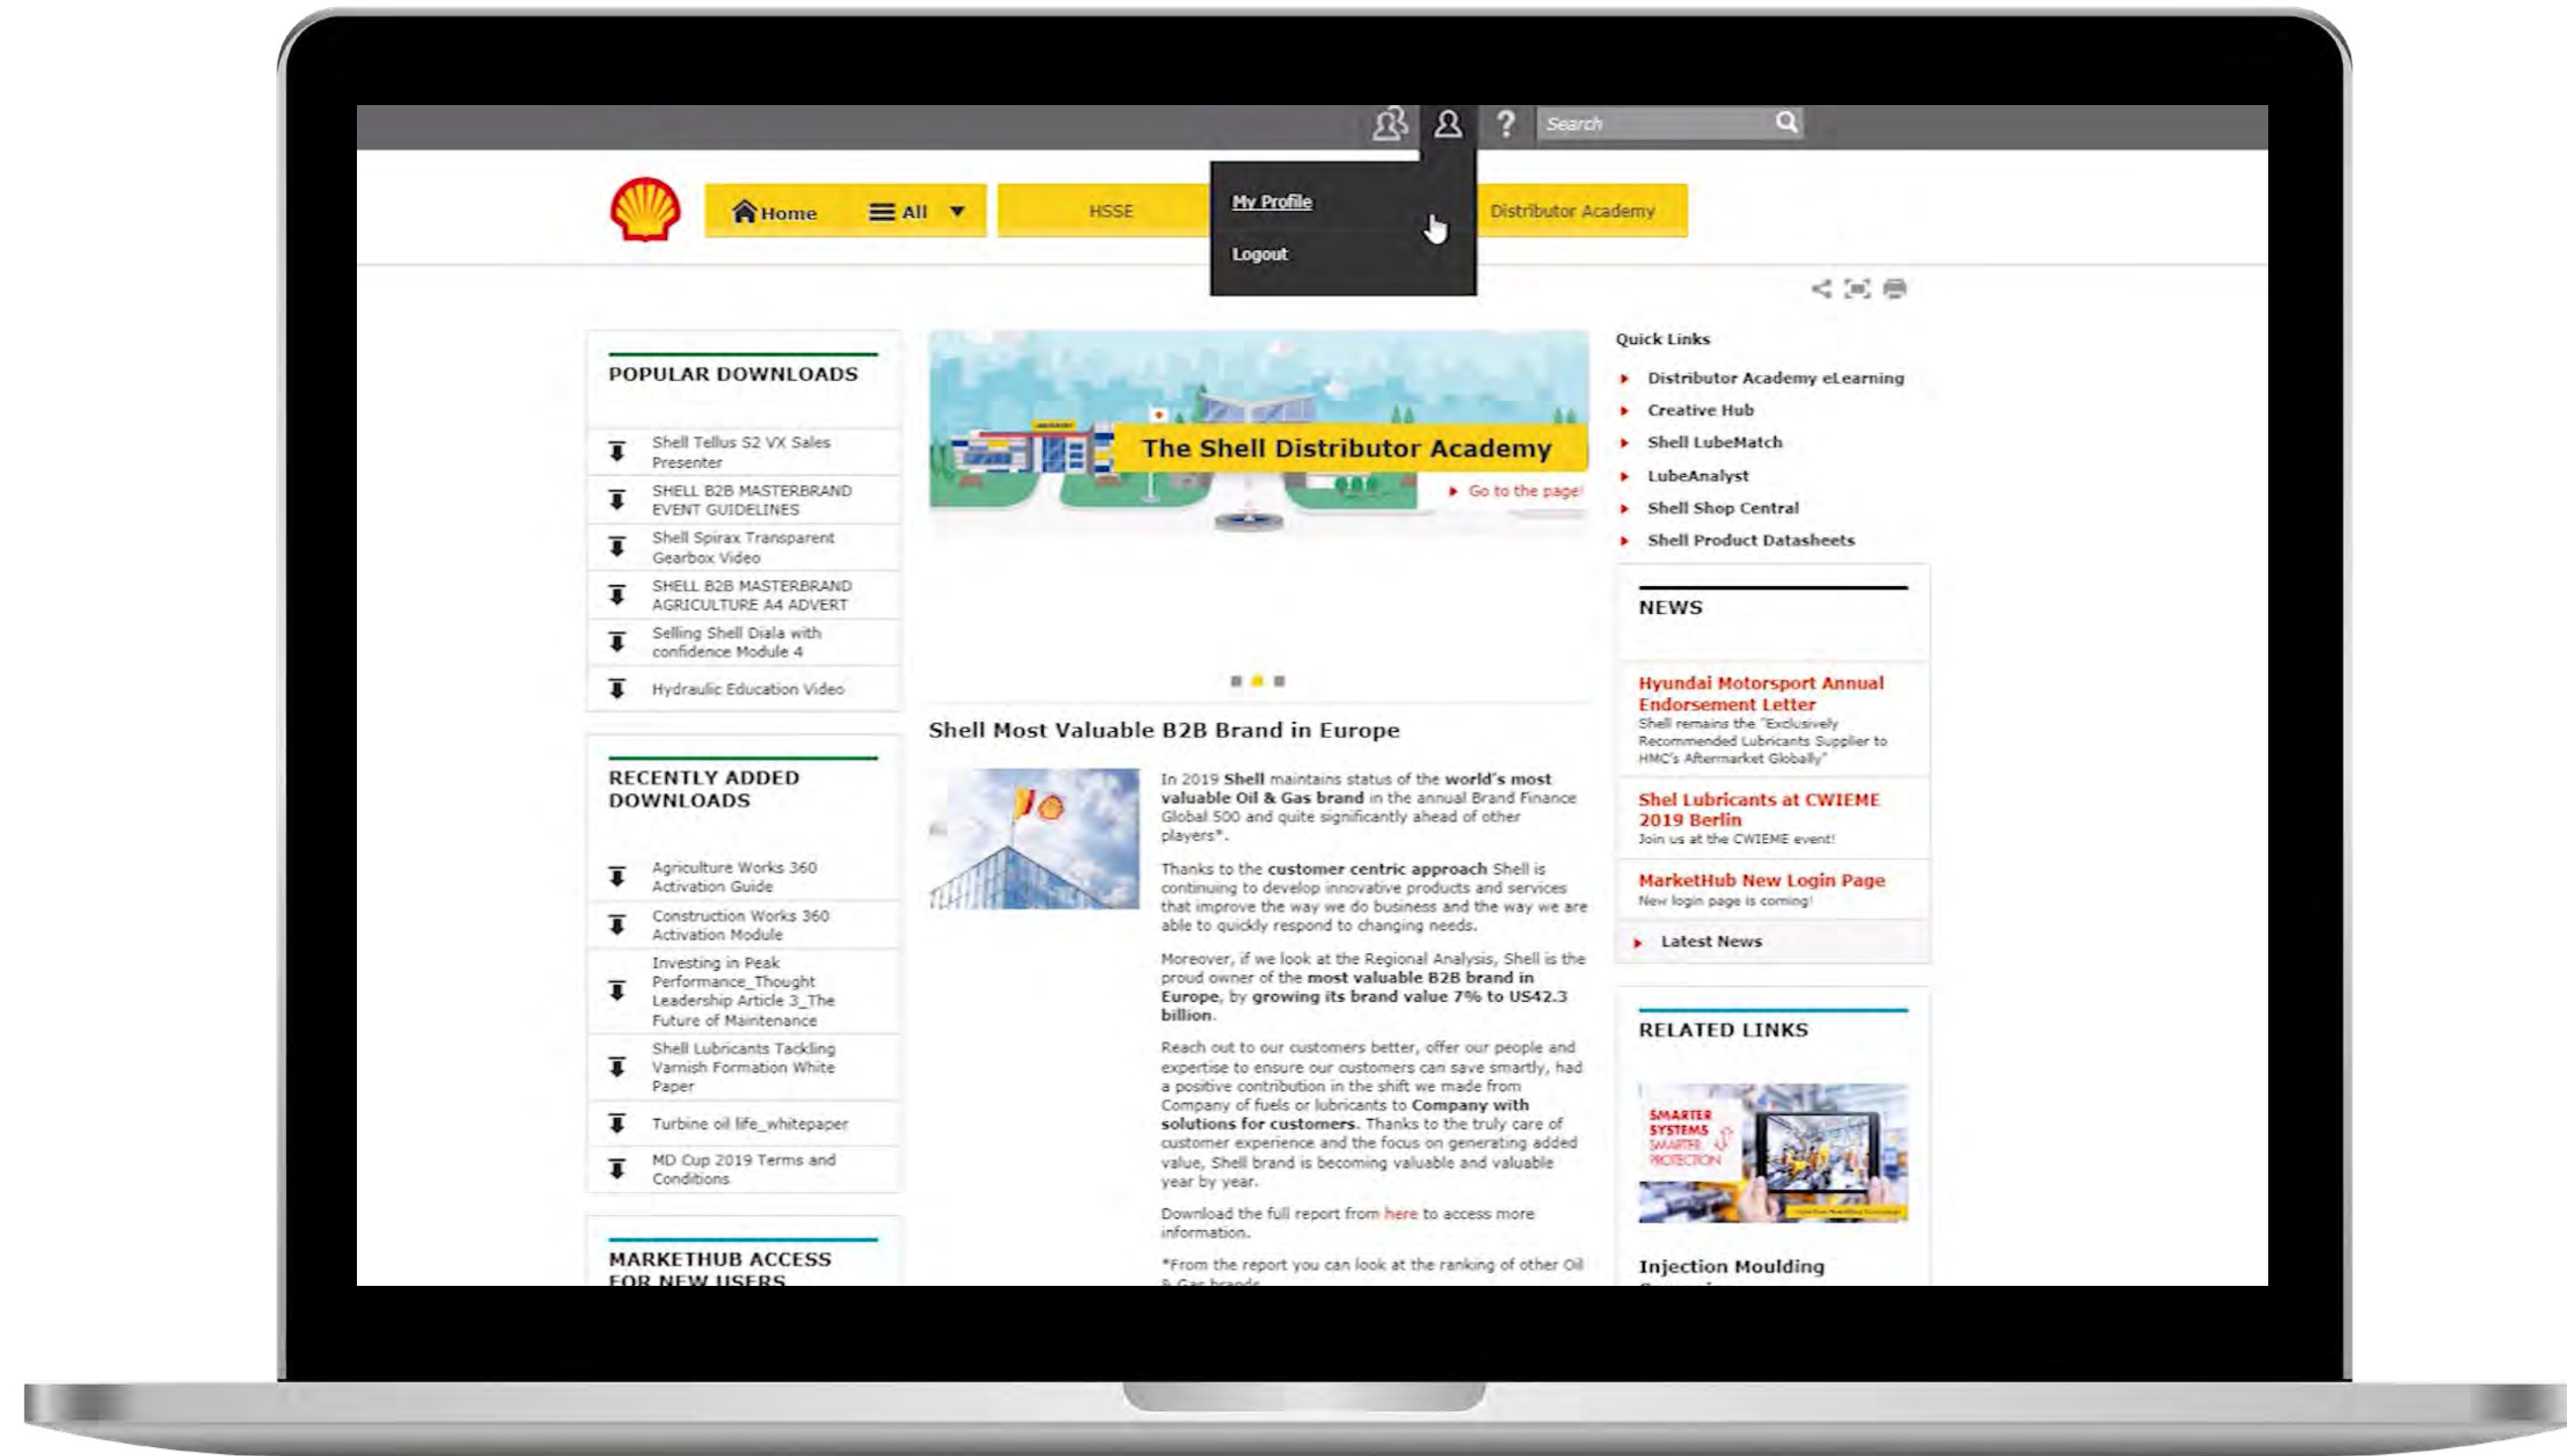 ? Search
Home All HSSE Distributor Academy
My Profile
Logout
POPULAR DOWNLOADS
Shell Tellus S2 VX Sales
Presenter
SHELL B2B MASTERBRAND
EVENT GUIDELINES
Shell Spirax Transparent
Gearbox Video
SHELL B2B MASTERBRAND
AGRICULTURE A4 ADVERT
Selling Shell Diala with
confidence Module 4
Hydraulic Education Video
RECENTLY ADDED
DOWNLOADS
Agriculture Works 360
Activation Guide
Construction Works 360
Activation Module
Investing in Peak
Performance_Thought
Leadership Article 3_The
Future of Maintenance
Shell Lubricants Tackling
Varnish Formation White
Paper
Turbine oil life_whitepaper
MD Cup 2019 Terms and
Conditions
MARKETHUB ACCESS
FOR NEW USERS
The Shell Distributor Academy
Go to the page!
Shell Most Valuable B2B Brand in Europe
In 2019 Shell maintains status of the world's most
valuable Oil & Gas brand in the annual Brand Finance
Global 500 and quite significantly ahead of other
players*.
Thanks to the customer centric approach Shell is
continuing to develop innovative products and services
that improve the way we do business and the way we are
able to quickly respond to changing needs.
Moreover, if we look at the Regional Analysis, Shell is the
proud owner of the most valuable B2B brand in
Europe, by growing its brand value 7% to US42.3
billion.
Reach out to our customers better, offer our people and
expertise to ensure our customers can save smartly, had
a positive contribution in the shift we made from
Company of fuels or lubricants to Company with
solutions for customers. Thanks to the truly care of
customer experience and the focus on generating added
value, Shell brand is becoming valuable and valuable
year by year.
Download the full report from here to access more
information.
*From the report you can look at the ranking of other Oil
& Gas brands
Quick Links
Distributor Academy eLearning
Creative Hub
Shell LubeMatch
LubeAnalyst
Shell Shop Central
Shell Product Datasheets
NEWS
Hyundai Motorsport Annual
Endorsement Letter
Shell remains the "Exclusively
Recommended Lubricants Supplier to
HMC's Aftermarket Globally"
Shel Lubricants at CWIEME
2019 Berlin
Join us at the CWIEME event!
MarketHub New Login Page
New login page is coming!
Latest News
RELATED LINKS
SMARTER
SYSTEMS
SMARTER
PROTECTION
Injection Moulding